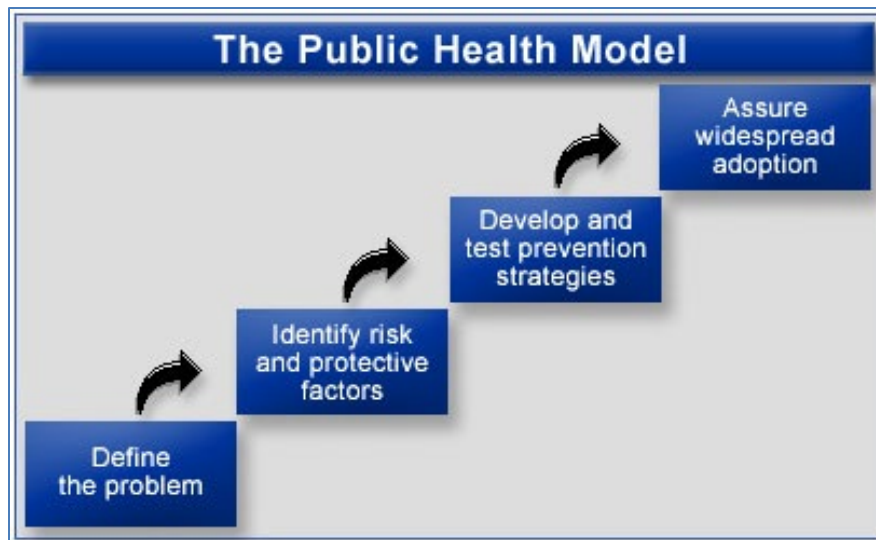 The Public Health Model
Assure
widespread
adoption
Develop and
test prevention
strategies
Identify risk
and protective
factors
Define
the problem